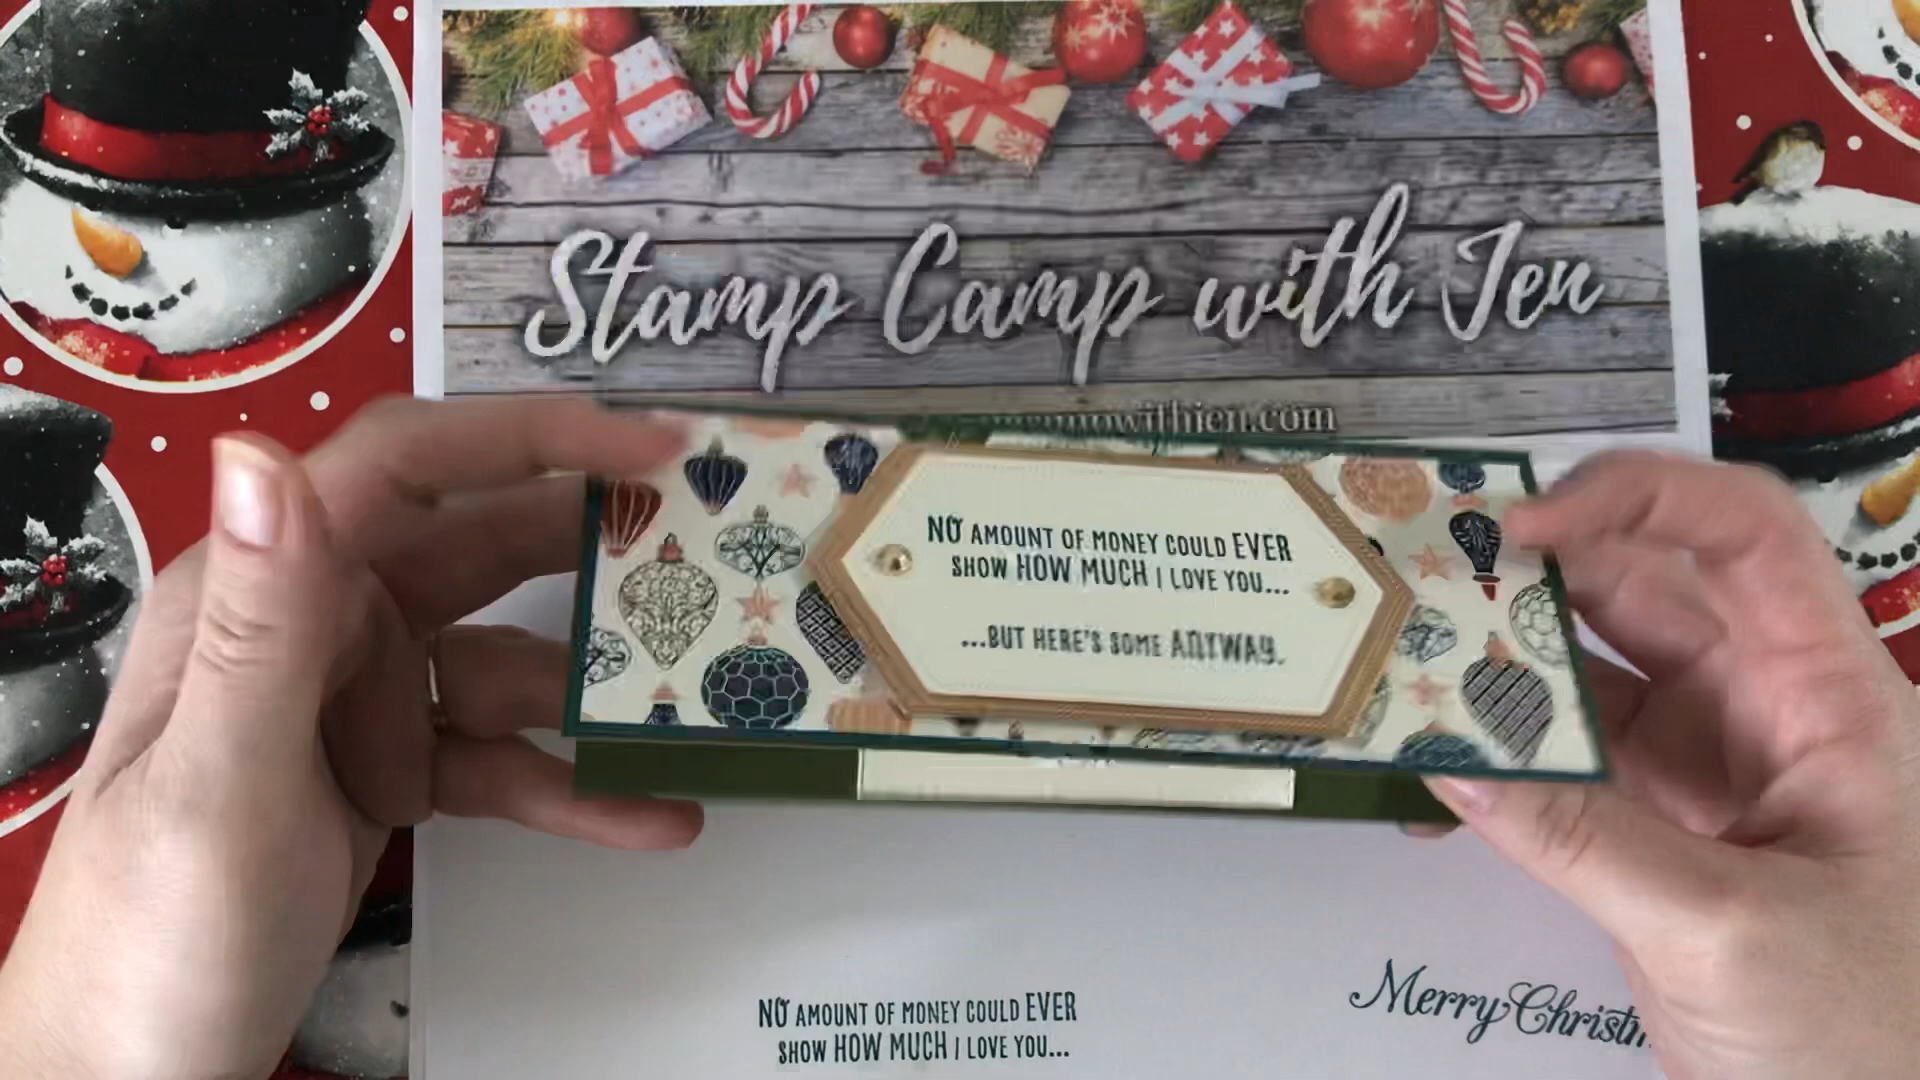 Stamp Camp with Jen
NO AMOUNT OF MONEY COULD EVER
SHOW HOW MUCH I LOVE YOU...
...BUT HERE'S SOME ANYWAY.
NO AMOUNT OF MONEY COULD EVER
SHOW HOW MUCH I LOVE YOU...
Merry